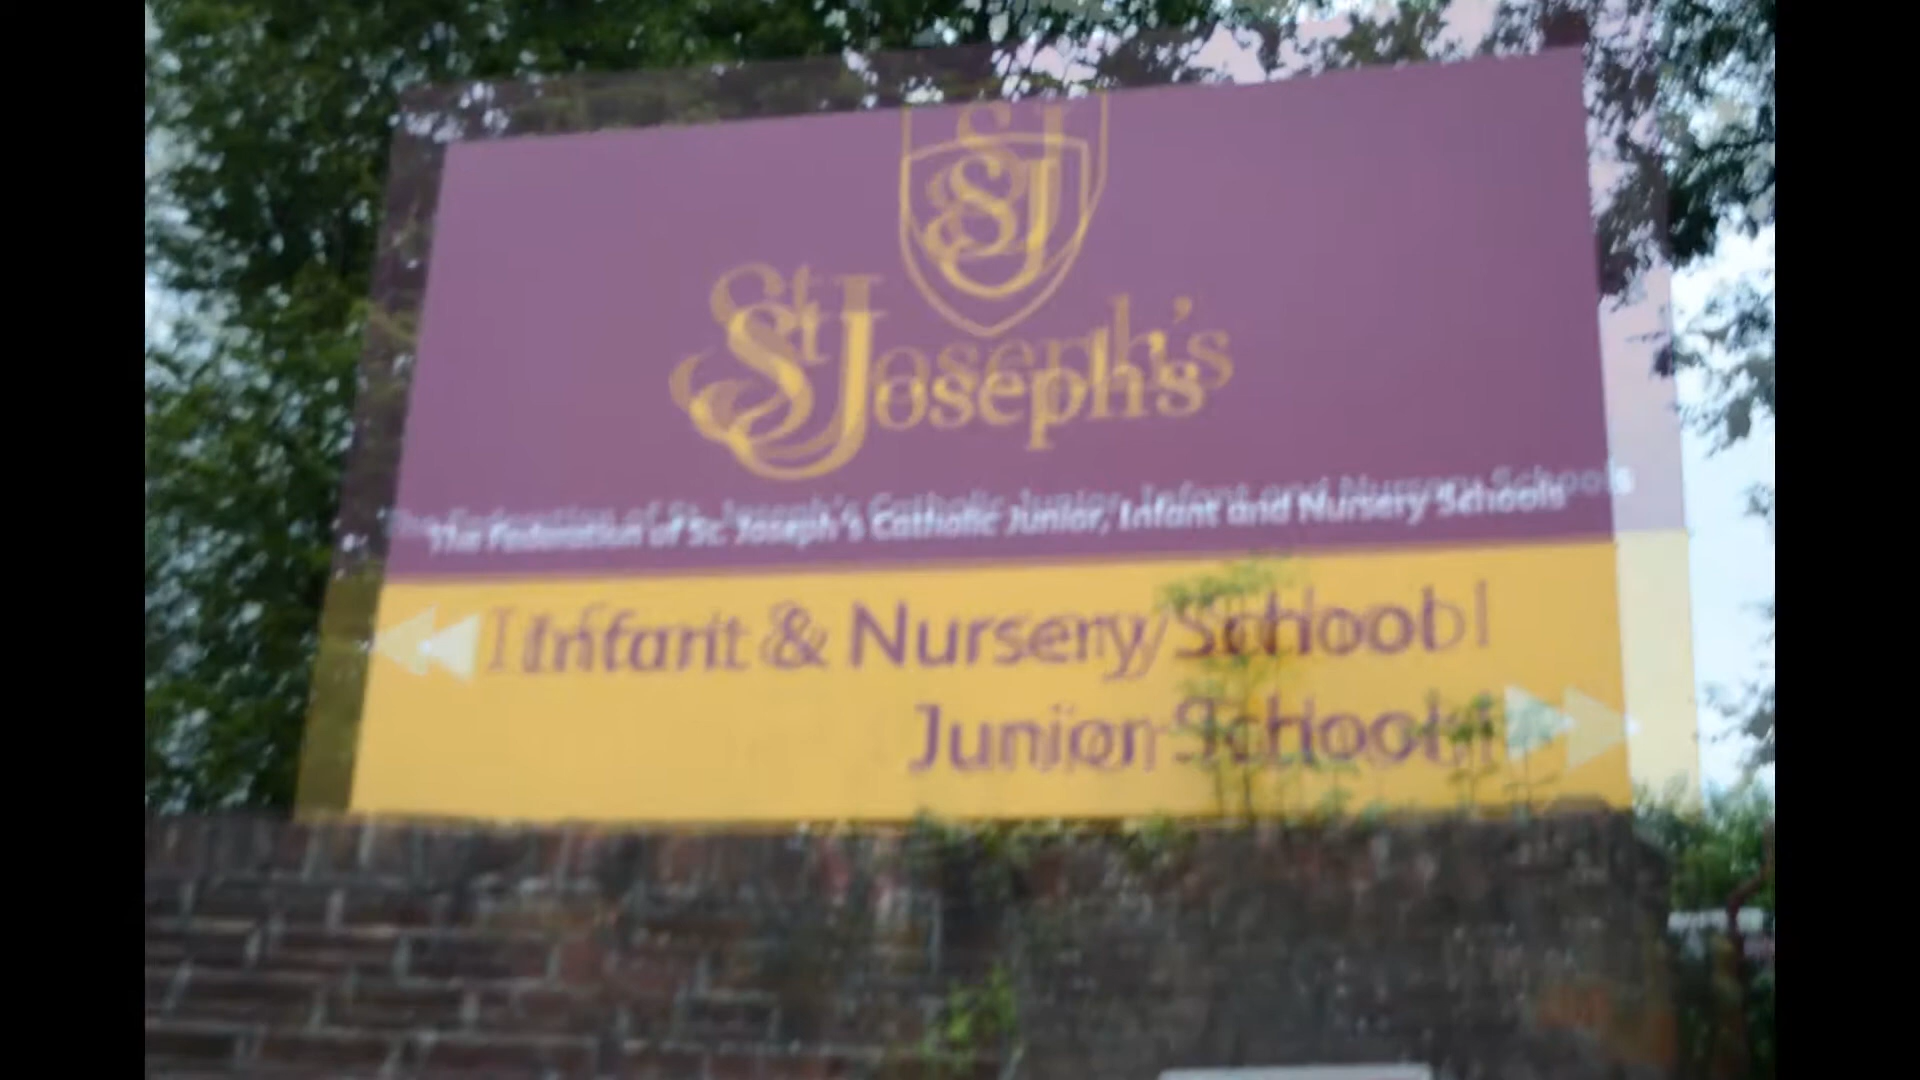 SJ
St Joseph's
The Federation of St. Joseph's Catholic Junior, Infant and Nursery Schools
Infant & Nursery School
Junior School